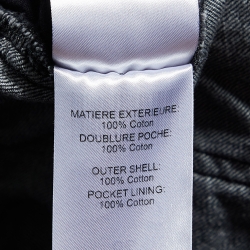 MATIERE EXTERIEURE:
100% Coton
DOUBLURE POCHE:
100% Coton
OUTER SHELL:
100% Cotton
POCKET LINING:
100% Cotton